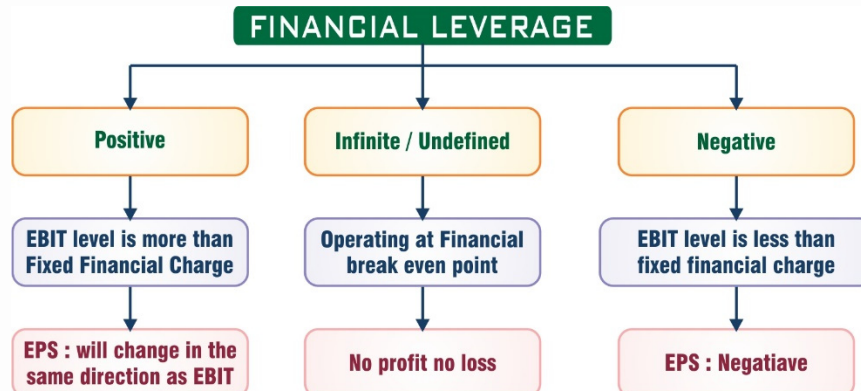 FINANCIAL LEVERAGE
Positive
Infinite / Undefined
Negative
EBIT level is more than
Fixed Financial Charge
Operating at Financial
break even point
EBIT level is less than
fixed financial charge
EPS : will change in the
same direction as EBIT
No profit no loss
EPS : Negatiave